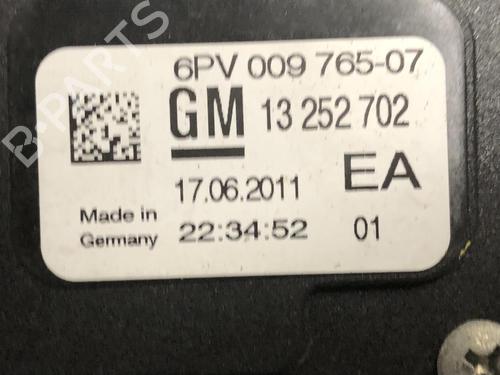 6PV 009 765-07
GM 13 252 702
17.06.2011 EA
Made in
Germany 22:34:52 01
B-PARTS